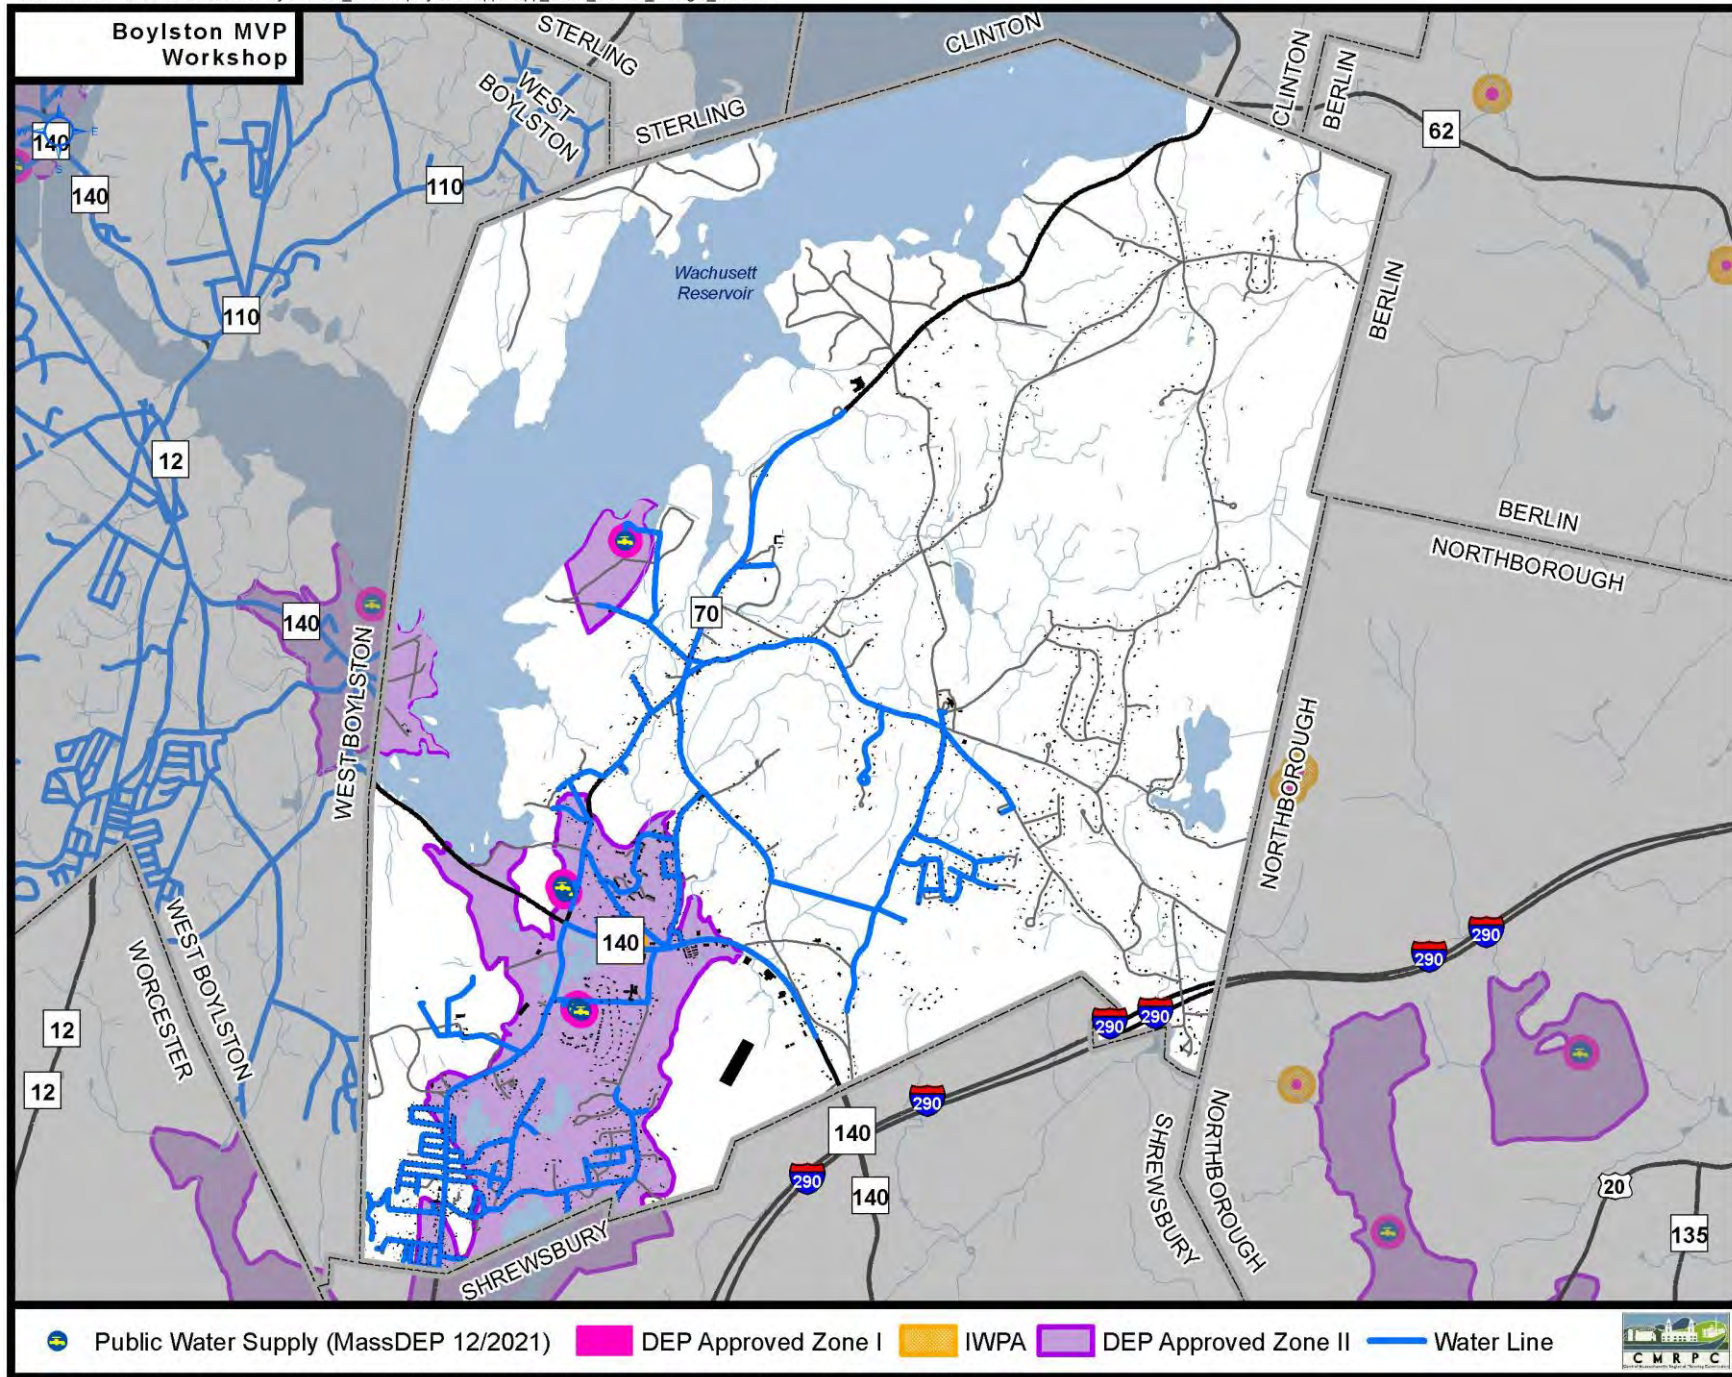 Boylston MVP
Workshop
STERLING
CLINTON
WEST
BOYLSTON
STERLING
CLINTON
BERLIN
62
140
E
S
140
110
110
Wachusett
Reservoir
BERLIN
12
BERLIN
NORTHBOROUGH
140
70
WEST BOYLSTON
NORTHBOROUGH
WEST BOYLSTON
WORCESTER
140
290
290
290
290
12
12
290
290
140
140
SHREWSBURY
NORTHBOROUGH
SHREWSBURY
20
135
Public Water Supply (MassDEP 12/2021)
DEP Approved Zone I
IWPA
DEP Approved Zone II
Water Line
CMRPC